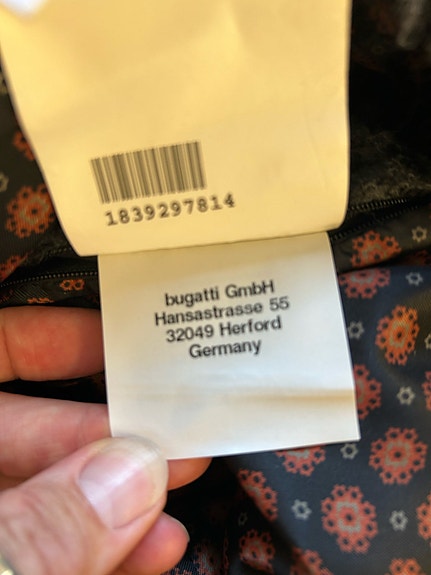 1839297814
bugatti GmbH
Hansastrasse 55
32049 Herford
Germany